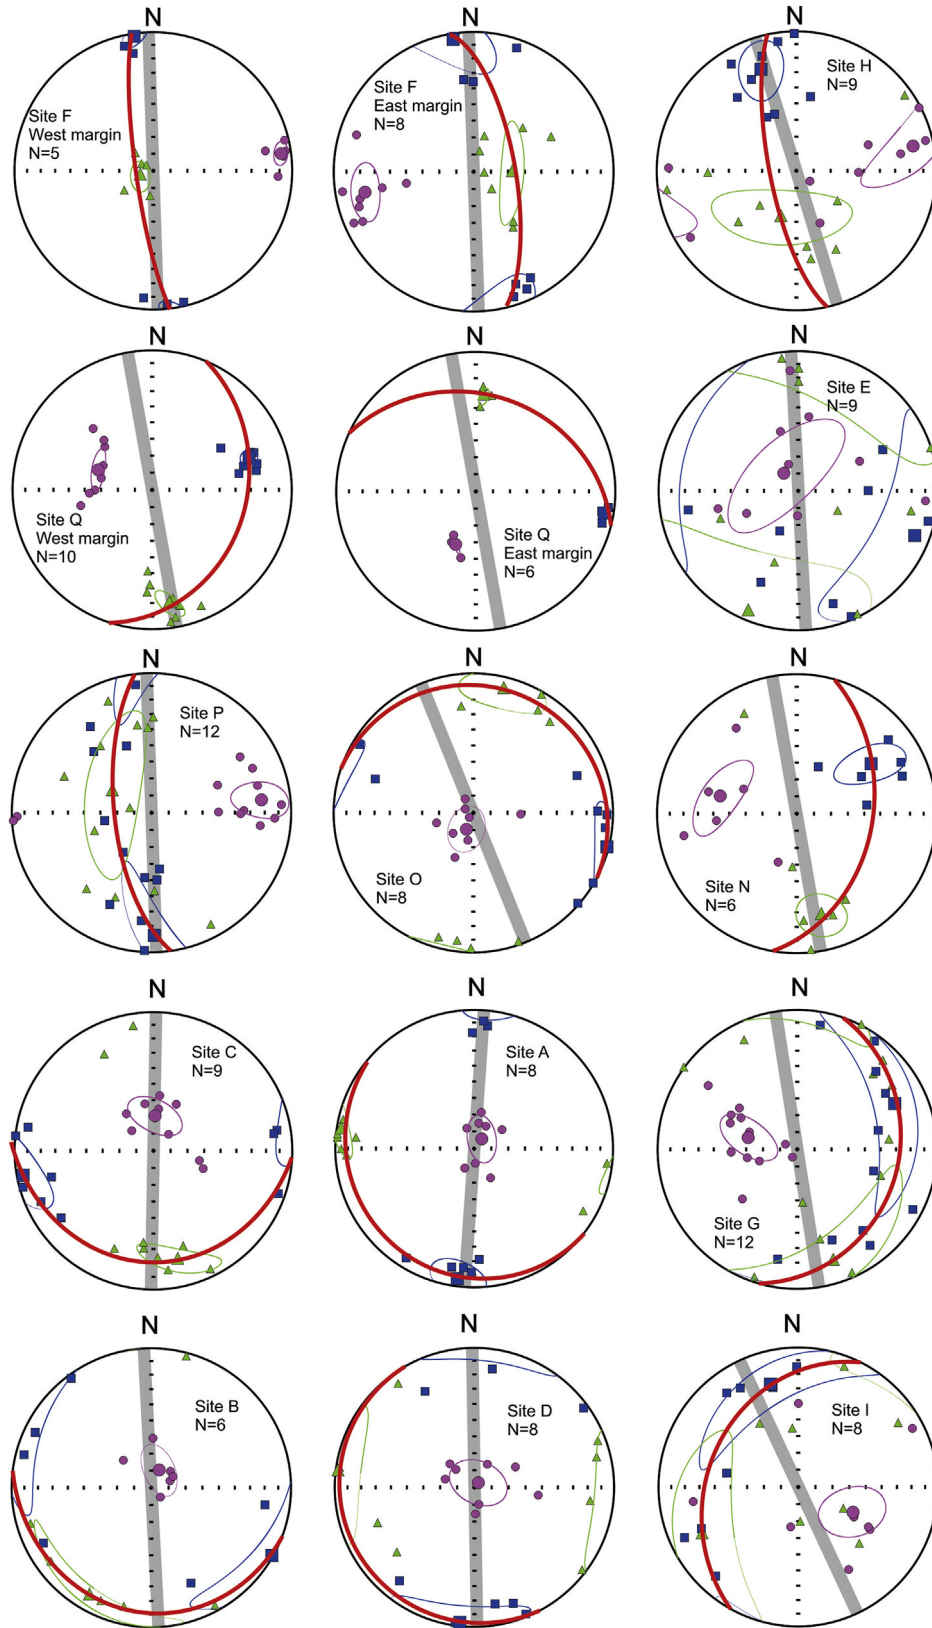 N
Site F
West margin
N=5
N
Site F
East margin
N=8
N
Site H
N=9
N
Site Q
West margin
N=10
N
Site Q
East margin
N=6
N
Site E
N=9
N
Site P
N=12
N
Site O
N=8
N
Site N
N=6
N
Site C
N=9
N
Site A
N=8
N
Site G
N=12
N
Site B
N=6
N
Site D
N=8
N
Site I
N=8